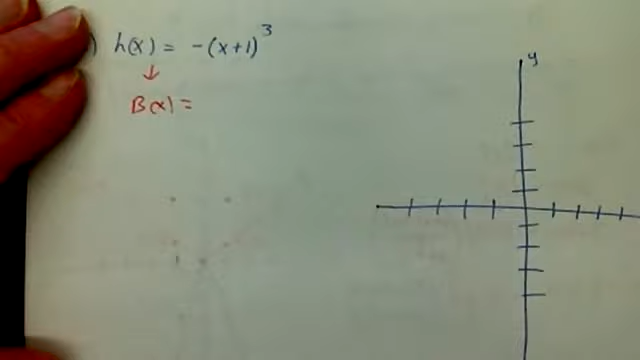 ) h(x) = -(x+1)³
↓
B(x) =
y